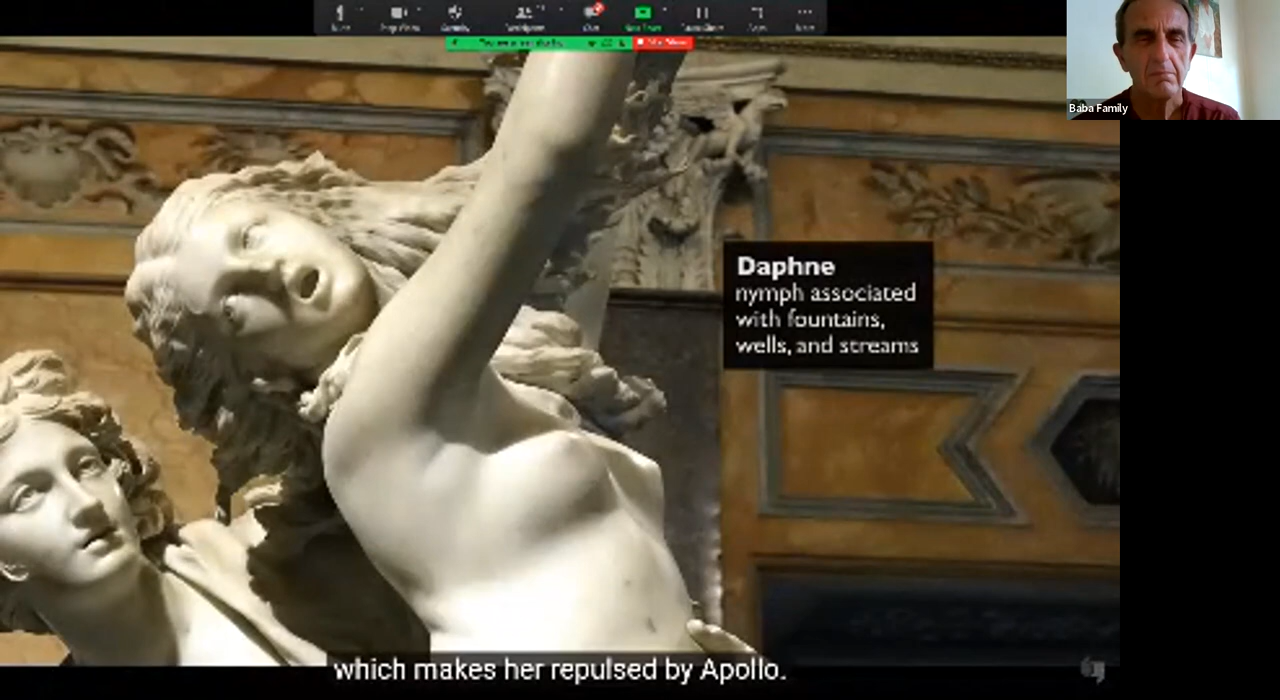 Baba Family
Daphne
nymph associated
with fountains,
wells, and streams
which makes her repulsed by Apollo.